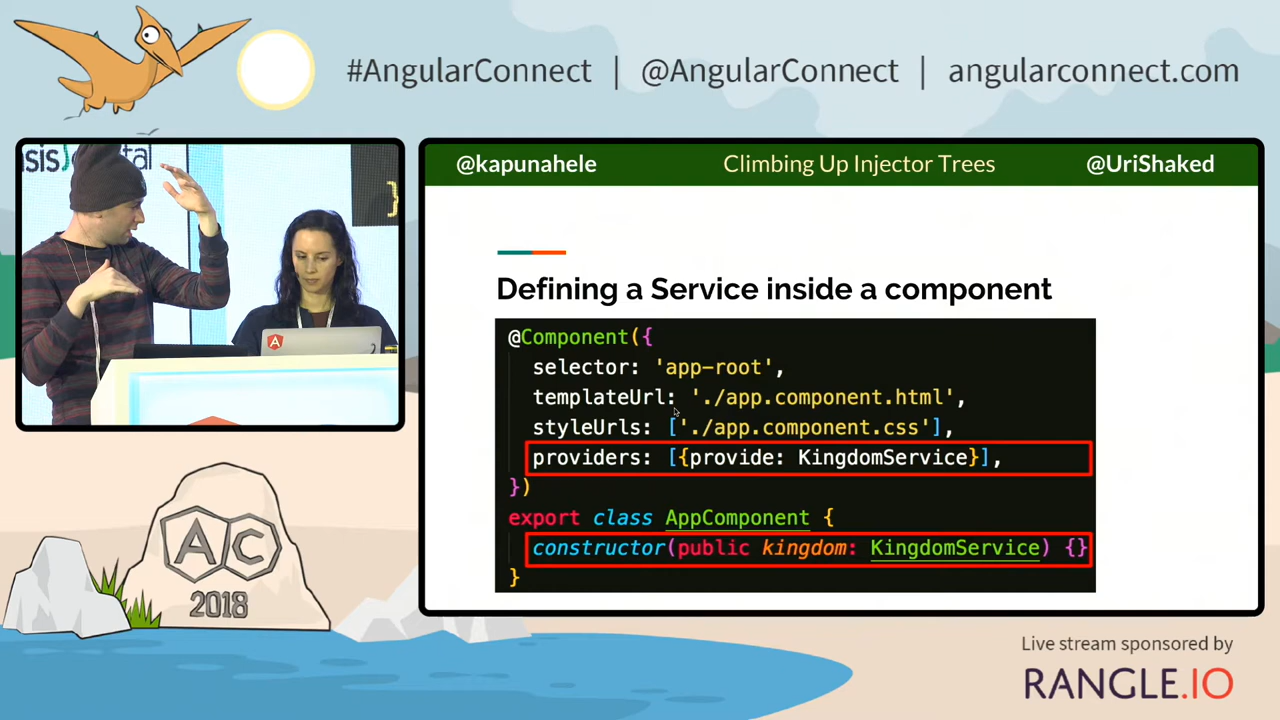 #AngularConnect | @AngularConnect | angularconnect.com
@kapunahele Climbing Up Injector Trees @UriShaked
}
Defining a Service inside a component
@Component({
selector: 'app-root',
templateUrl: './app.component.html',
styleUrls: ['./app.component.css'],
providers: [{provide: KingdomService}],
})
export class AppComponent {
constructor(public kingdom: KingdomService) {}
}
AC
2018
Live stream sponsored by
RANGLE.IO